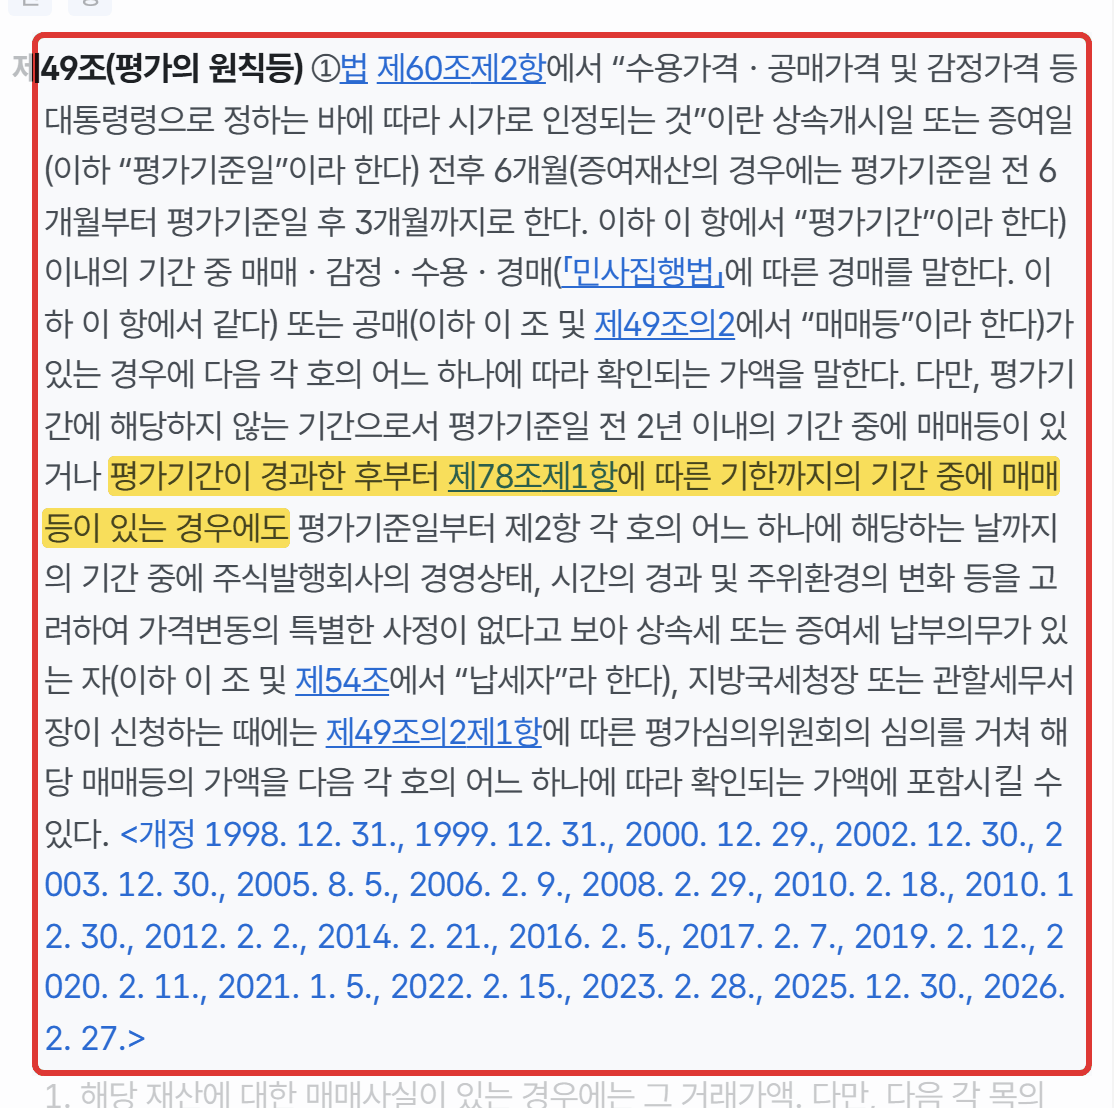 제49조(평가의 원칙등) ①법 제60조제2항에서 “수용가격ㆍ공매가격 및 감정가격 등
대통령령으로 정하는 바에 따라 시가로 인정되는 것”이란 상속개시일 또는 증여일
(이하 “평가기준일”이라 한다) 전후 6개월(증여재산의 경우에는 평가기준일 전 6
개월부터 평가기준일 후 3개월까지로 한다. 이하 이 항에서 “평가기간”이라 한다)
이내의 기간 중 매매ㆍ감정ㆍ수용ㆍ경매(「민사집행법」에 따른 경매를 말한다. 이
하 이 항에서 같다) 또는 공매(이하 이 조 및 제49조의2에서 “매매등”이라 한다)가
있는 경우에 다음 각 호의 어느 하나에 따라 확인되는 가액을 말한다. 다만, 평가기
간에 해당하지 않는 기간으로서 평가기준일 전 2년 이내의 기간 중에 매매등이 있
거나 평가기간이 경과한 후부터 제78조제1항에 따른 기한까지의 기간 중에 매매
등이 있는 경우에도 평가기준일부터 제2항 각 호의 어느 하나에 해당하는 날까지
의 기간 중에 주식발행회사의 경영상태, 시간의 경과 및 주위환경의 변화 등을 고
려하여 가격변동의 특별한 사정이 없다고 보아 상속세 또는 증여세 납부의무가 있
는 자(이하 이 조 및 제54조에서 “납세자”라 한다), 지방국세청장 또는 관할세무서
장이 신청하는 때에는 제49조의2제1항에 따른 평가심의위원회의 심의를 거쳐 해
당 매매등의 가액을 다음 각 호의 어느 하나에 따라 확인되는 가액에 포함시킬 수
있다. <개정 1998. 12. 31., 1999. 12. 31., 2000. 12. 29., 2002. 12. 30., 2
003. 12. 30., 2005. 8. 5., 2006. 2. 9., 2008. 2. 29., 2010. 2. 18., 2010. 1
2. 30., 2012. 2. 2., 2014. 2. 21., 2016. 2. 5., 2017. 2. 7., 2019. 2. 12., 2
020. 2. 11., 2021. 1. 5., 2022. 2. 15., 2023. 2. 28., 2025. 12. 30., 2026.
2. 27.>
1. 해당 재산에 대한 매매사실이 있는 경우에는 그 거래가액. 다만, 다음 각 목의